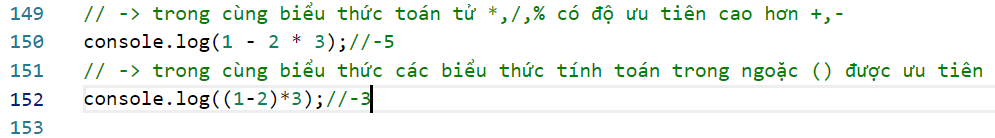 149 // -> trong cùng biểu thức toán tử *,/,% có độ ưu tiên cao hơn +,-
150 console.log(1 - 2 * 3);//-5
151 // -> trong cùng biểu thức các biểu thức tính toán trong ngoặc () được ưu tiên
152 console.log((1-2)*3);//-3
153